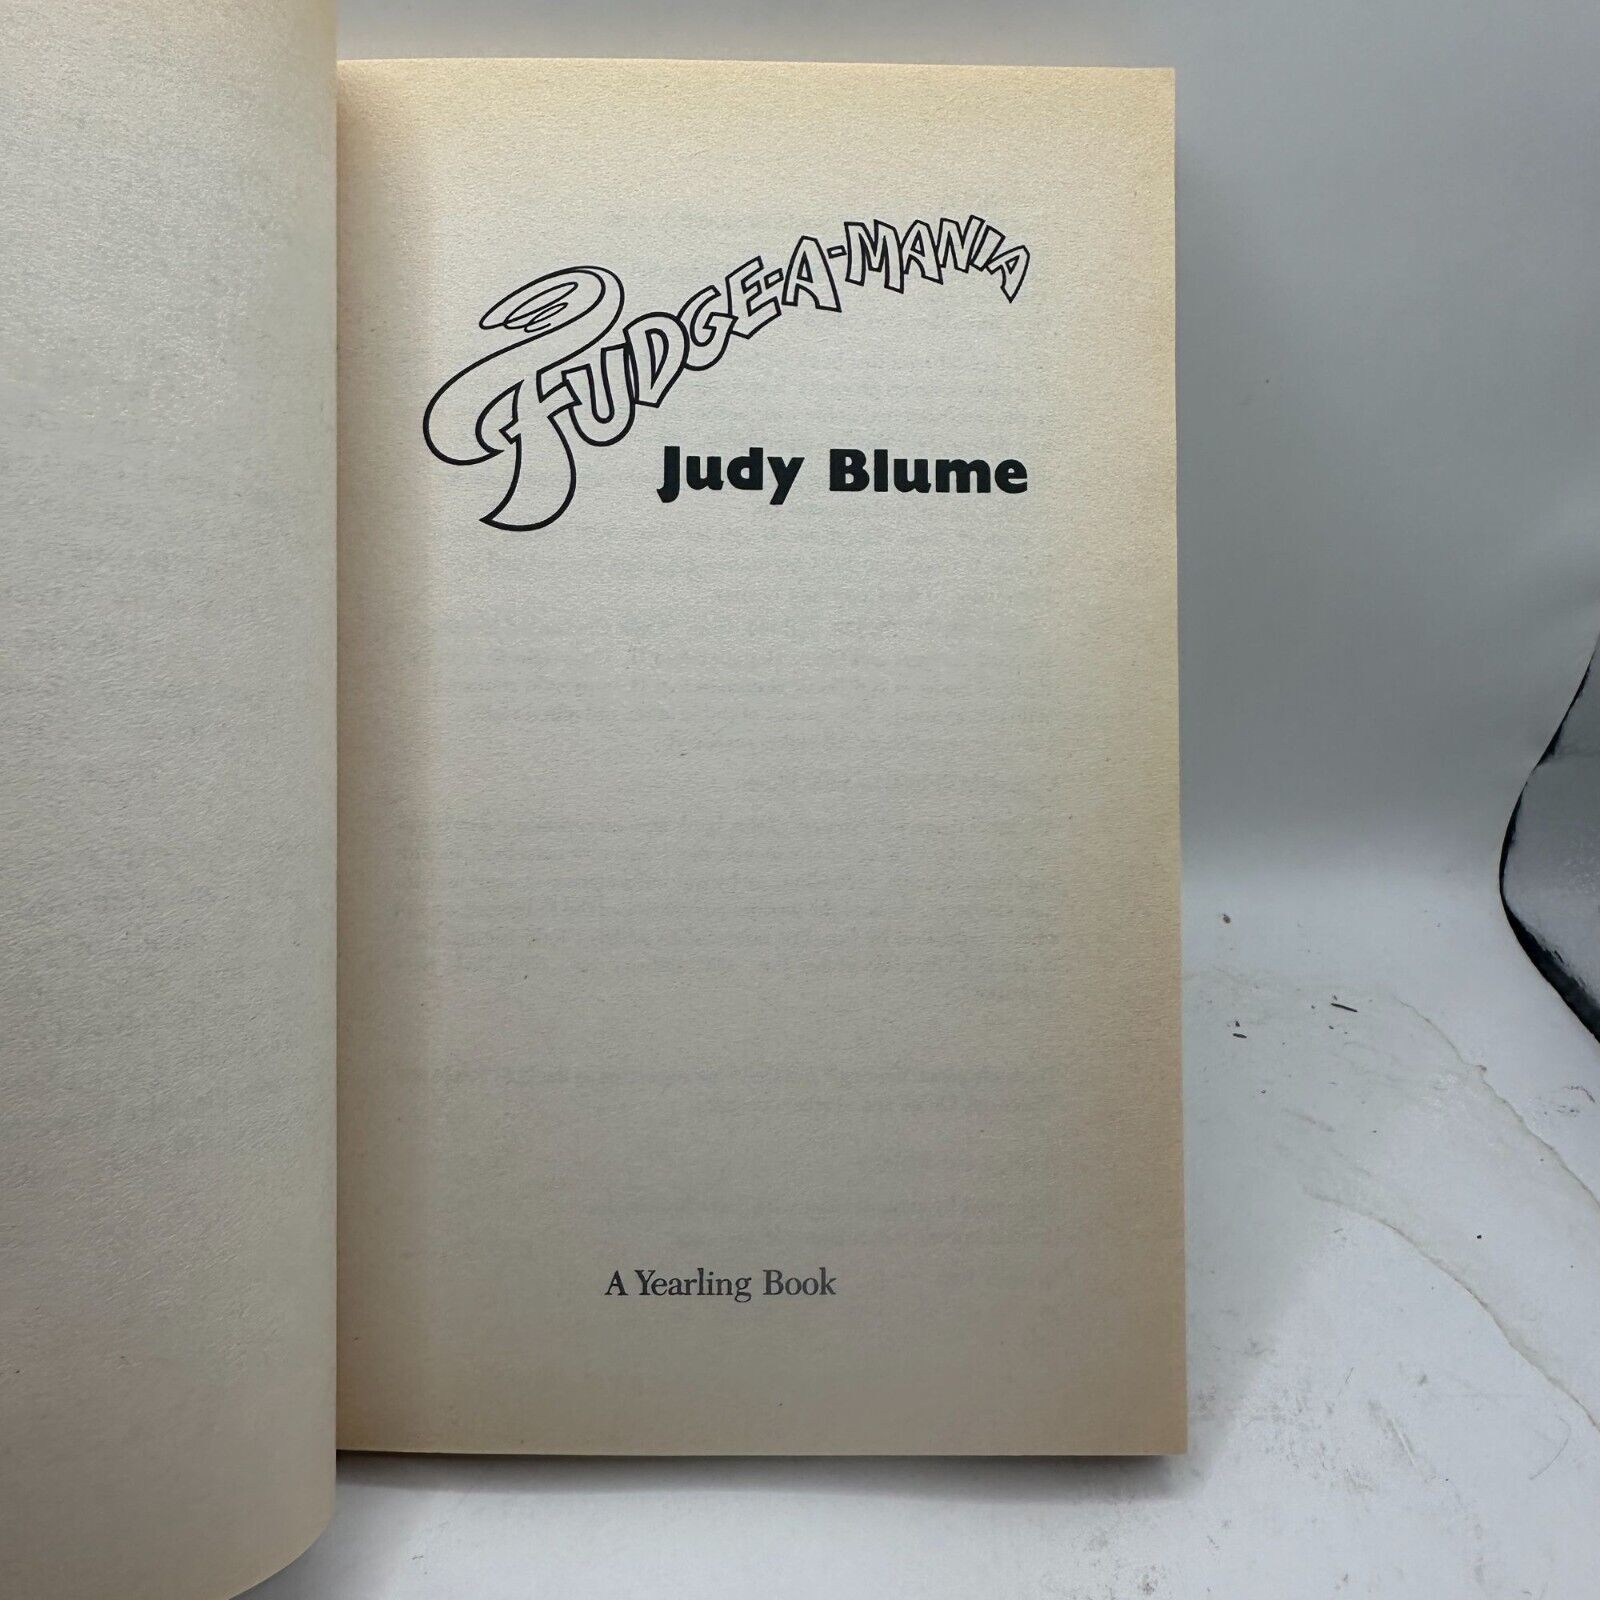 FUDGE-A-MANIA
Judy Blume
A Yearling Book